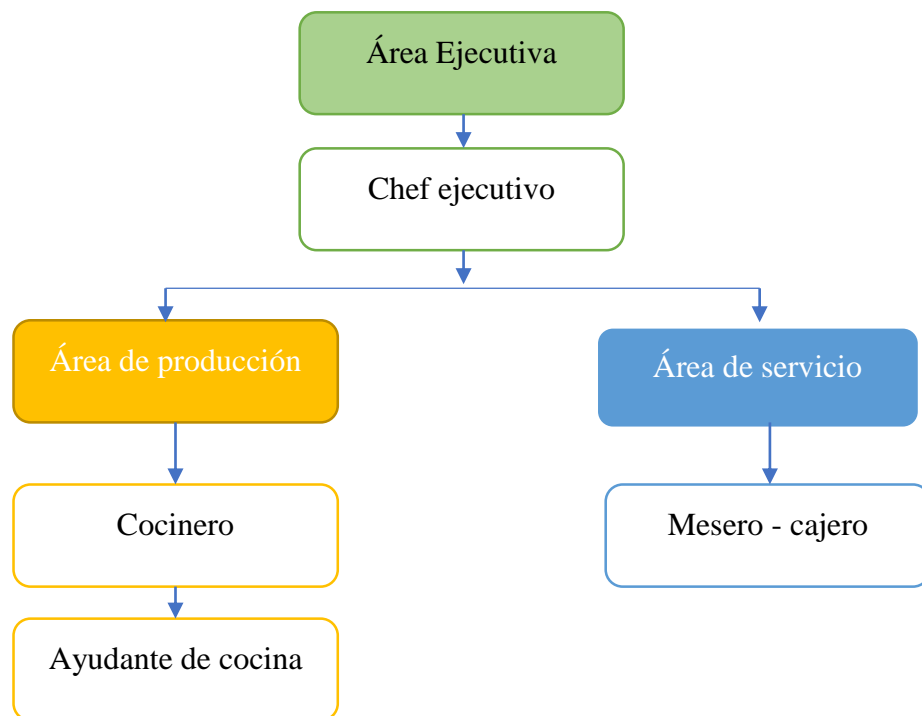 Área Ejecutiva
Chef ejecutivo
Área de producción
Área de servicio
Cocinero
Mesero - cajero
Ayudante de cocina